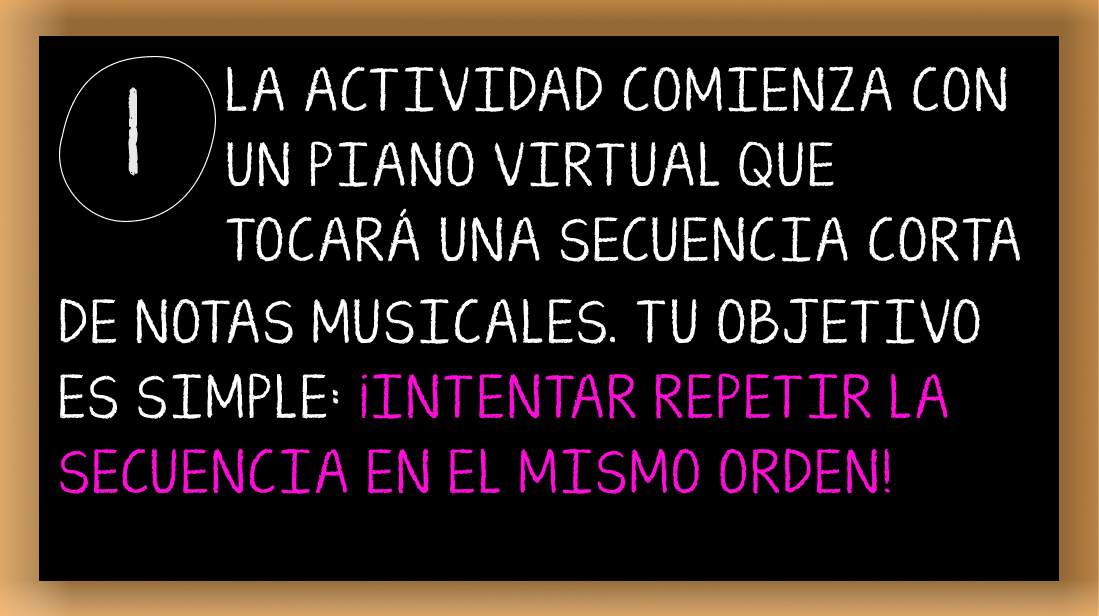 1
LA ACTIVIDAD COMIENZA CON
UN PIANO VIRTUAL QUE
TOCARÁ UNA SECUENCIA CORTA
DE NOTAS MUSICALES. TU OBJETIVO
ES SIMPLE: ¡INTENTAR REPETIR LA
SECUENCIA EN EL MISMO ORDEN!